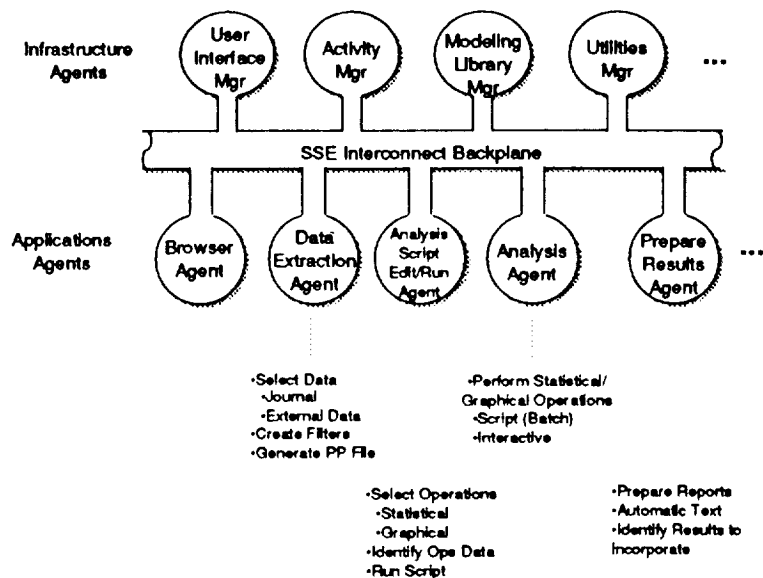 Infrastructure
Agents
User
Interface
Mgr
Activity
Mgr
Modeling
Library
Mgr
Utilities
Mgr
...
SSE Interconnect Backplane
Applications
Agents
Browser
Agent
Data
Extraction
Agent
Analysis
Script
Edit/Run
Agent
Analysis
Agent
Prepare
Results
Agent
...
•Select Data
•Journal
•External Data
•Create Filters
•Generate PP File
•Perform Statistical/
Graphical Operations
•Script (Batch)
•Interactive
•Select Operations
•Statistical
•Graphical
•Identify Ops Data
•Run Script
•Prepare Reports
•Automatic Text
•Identify Results to
Incorporate